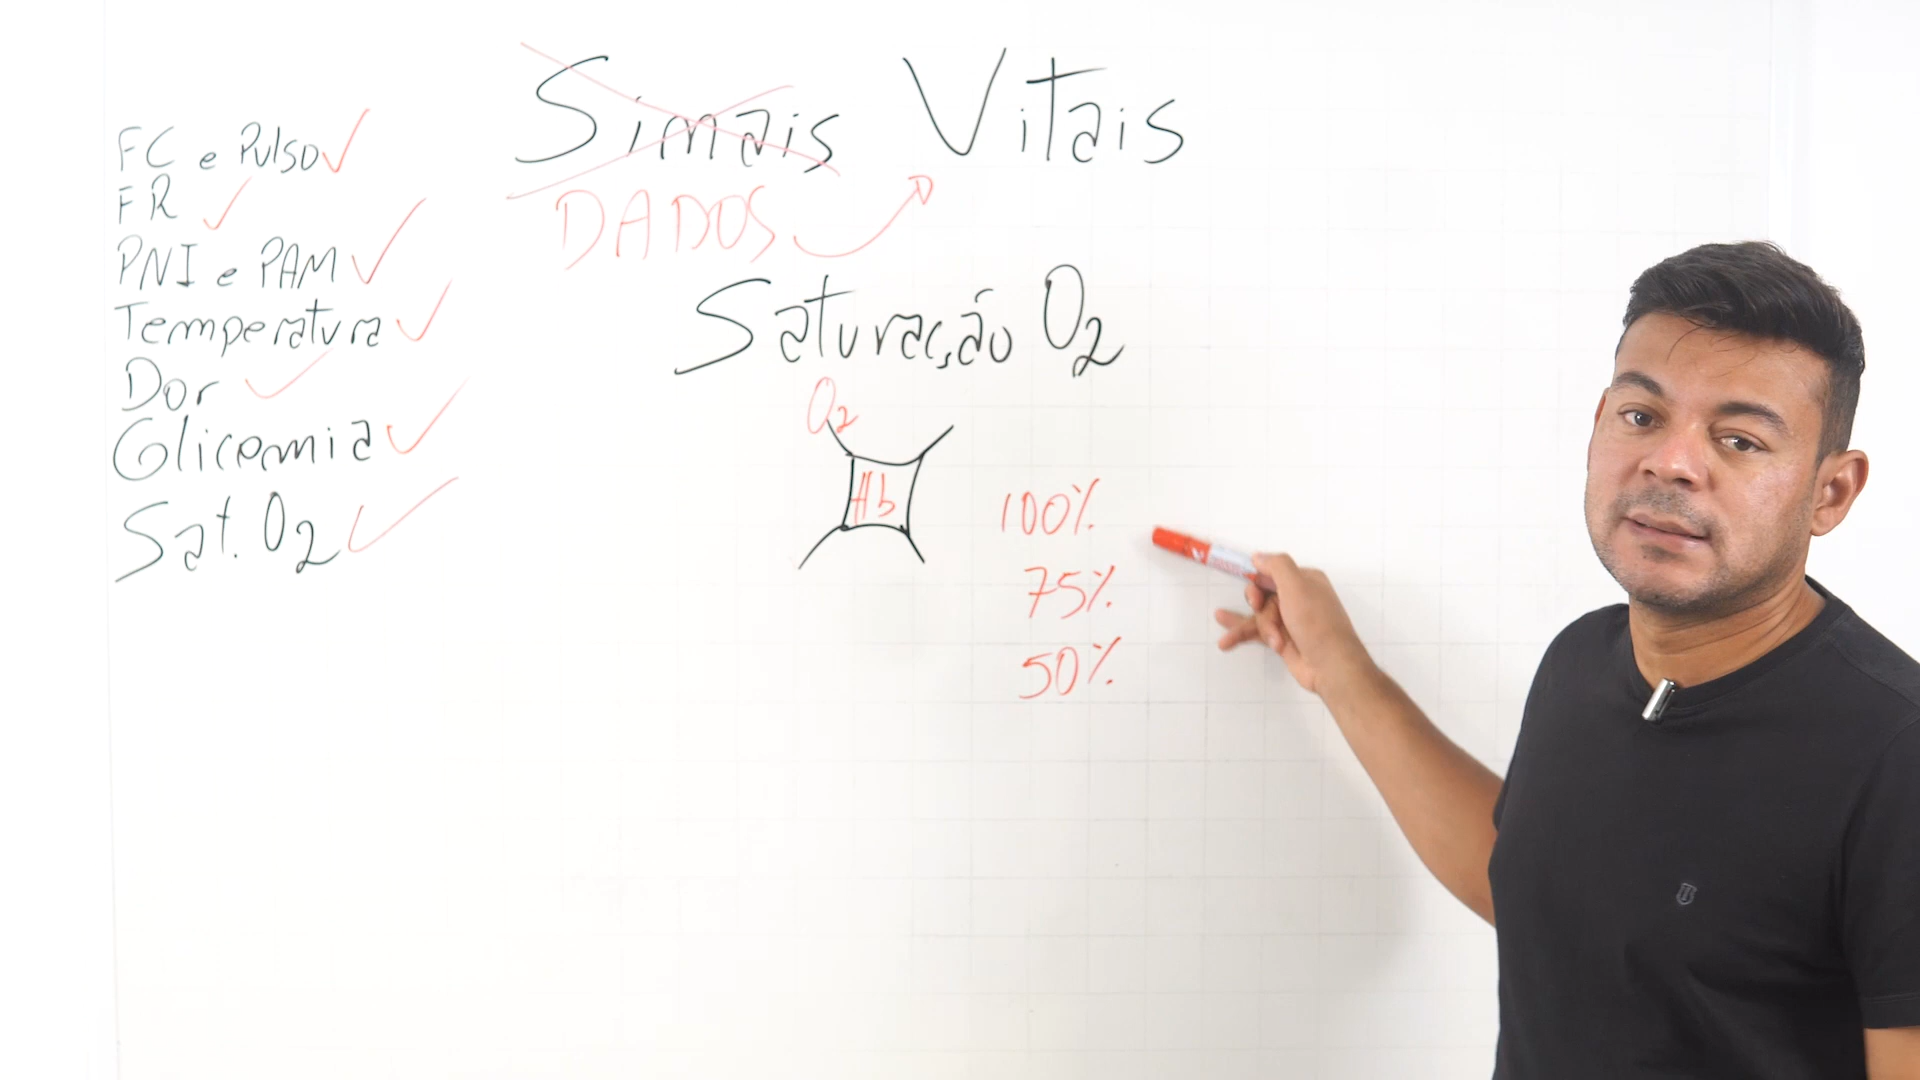 Sinais Vitais
DADOS
FC e Pulso
FR
PNI e PAM
Temperatura
Dor
Glicemia
Sat. O2
Saturação O2
O2
Hb
100%
75%
50%